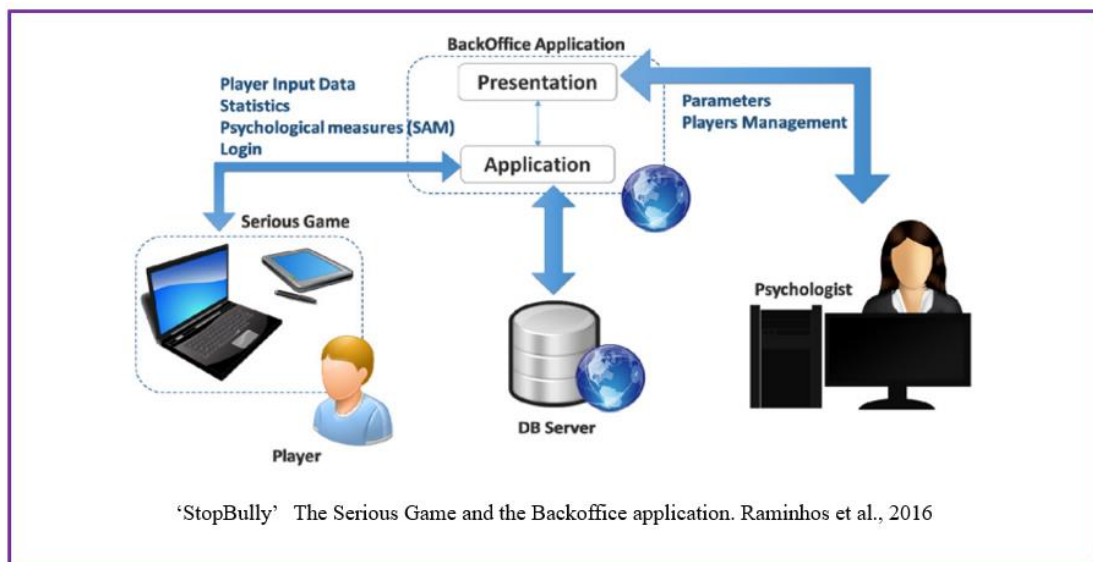 BackOffice Application
Presentation
Application
Player Input Data
Statistics
Psychological measures (SAM)
Login
Parameters
Players Management
Serious Game
Player
DB Server
Psychologist
‘StopBully’ The Serious Game and the Backoffice application. Raminhos et al., 2016